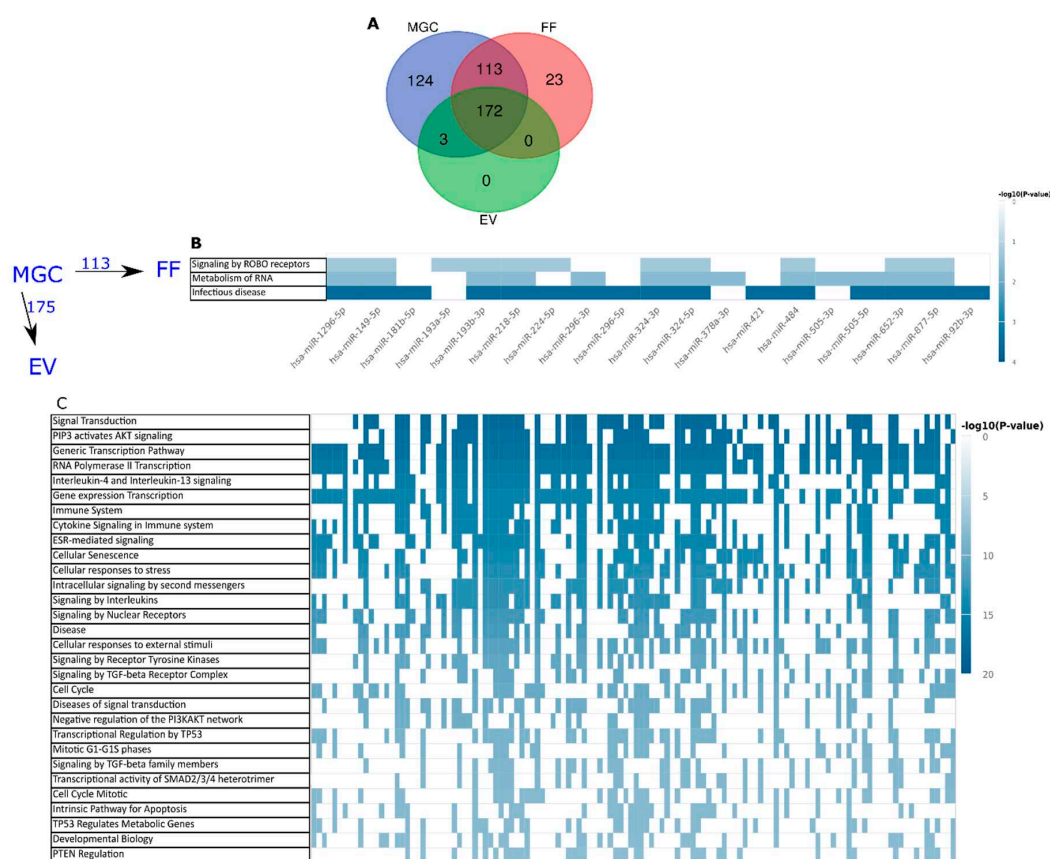 A
MGC
FF
124
113
23
172
3
0
0
EV
-log10(P-value)
0
1
2
3
4
B
MGC
113
FF
175
EV
Signaling by ROBO receptors
Metabolism of RNA
Infectious disease
hsa-miR-1296-5p
hsa-miR-149-5p
hsa-miR-181b-5p
hsa-miR-193a-5p
hsa-miR-193b-3p
hsa-miR-218-5p
hsa-miR-224-5p
hsa-miR-296-3p
hsa-miR-296-5p
hsa-miR-324-3p
hsa-miR-324-5p
hsa-miR-378a-3p
hsa-miR-421
hsa-miR-484
hsa-miR-505-3p
hsa-miR-505-5p
hsa-miR-652-3p
hsa-miR-877-5p
hsa-miR-92b-3p
C
Signal Transduction
PIP3 activates AKT signaling
Generic Transcription Pathway
RNA Polymerase II Transcription
Interleukin-4 and Interleukin-13 signaling
Gene expression Transcription
Immune System
Cytokine Signaling in Immune system
ESR-mediated signaling
Cellular Senescence
Cellular responses to stress
Intracellular signaling by second messengers
Signaling by Interleukins
Signaling by Nuclear Receptors
Disease
Cellular responses to external stimuli
Signaling by Receptor Tyrosine Kinases
Signaling by TGF-beta Receptor Complex
Cell Cycle
Diseases of signal transduction
Negative regulation of the PI3KAKT network
Transcriptional Regulation by TP53
Mitotic G1-G1S phases
Signaling by TGF-beta family members
Transcriptional activity of SMAD2/3/4 heterotrimer
Cell Cycle Mitotic
Intrinsic Pathway for Apoptosis
TP53 Regulates Metabolic Genes
Developmental Biology
PTEN Regulation
-log10(P-value)
0
5
10
15
20